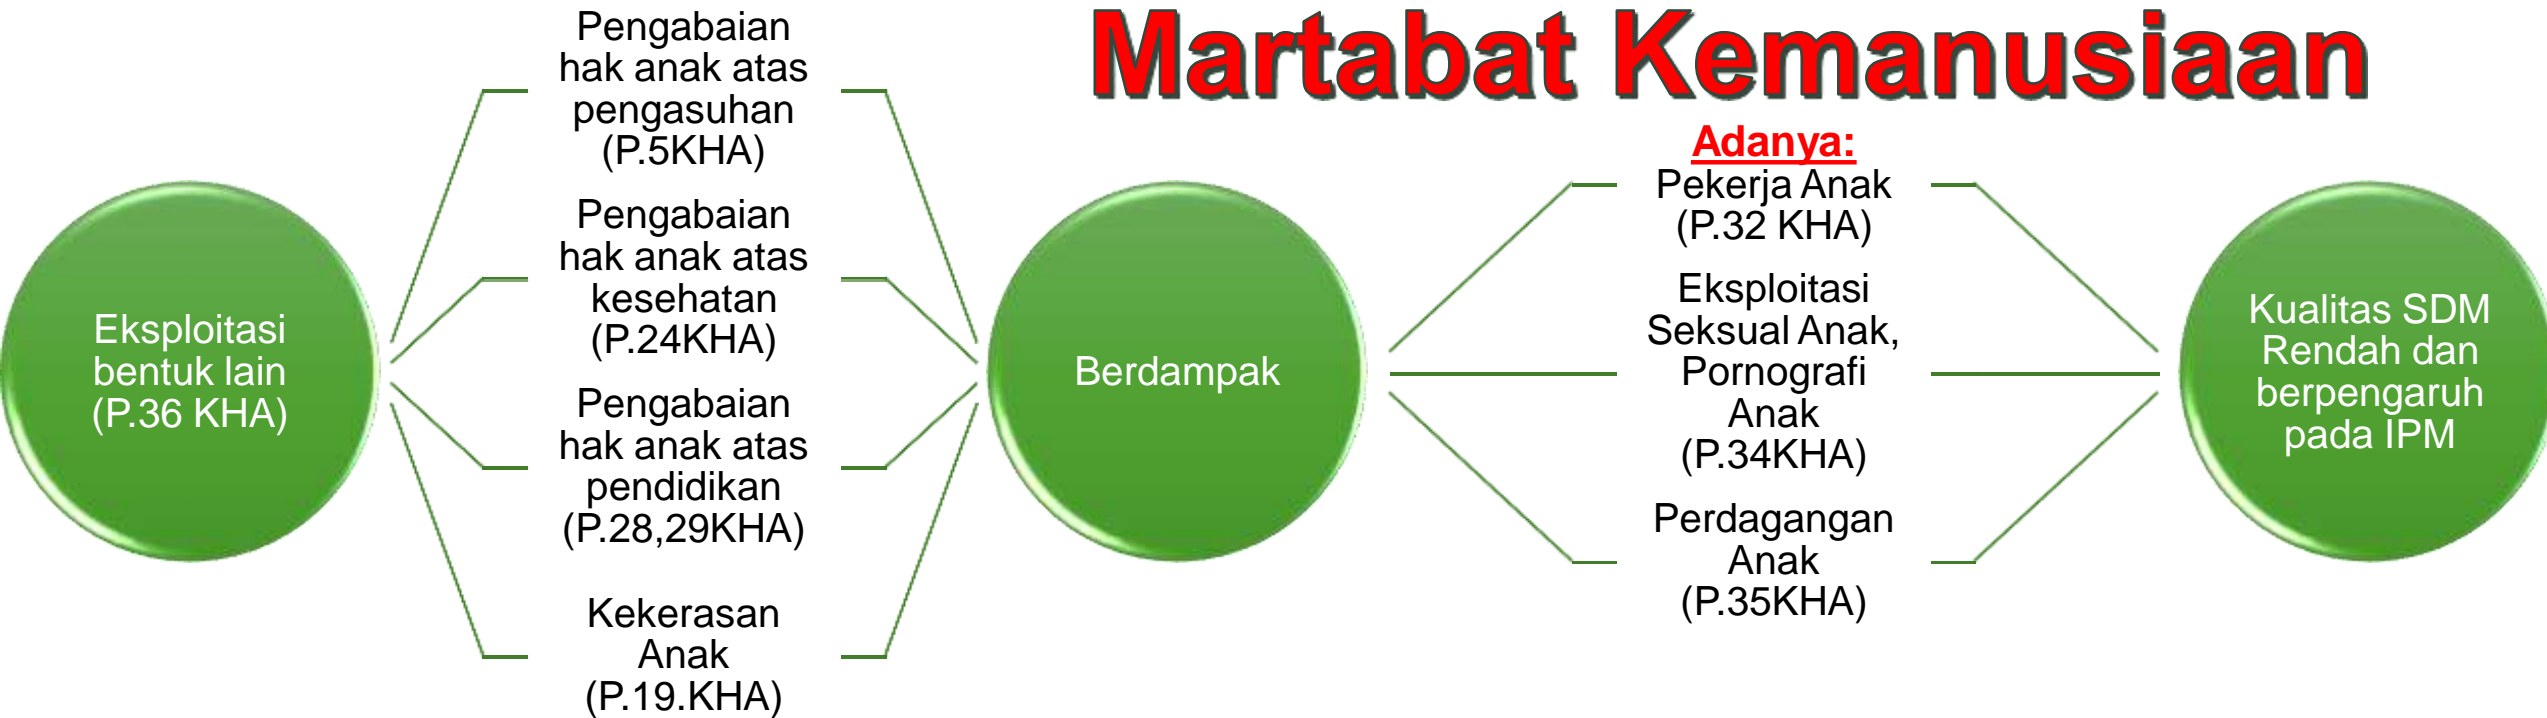 Martabat Kemanusiaan
Eksploitasi
bentuk lain
(P.36 KHA)
Pengabaian
hak anak atas
pengasuhan
(P.5KHA)
Pengabaian
hak anak atas
kesehatan
(P.24KHA)
Pengabaian
hak anak atas
pendidikan
(P.28,29KHA)
Kekerasan
Anak
(P.19.KHA)
Berdampak
Adanya:
Pekerja Anak
(P.32 KHA)
Eksploitasi
Seksual Anak,
Pornografi
Anak
(P.34KHA)
Perdagangan
Anak
(P.35KHA)
Kualitas SDM
Rendah dan
berpengaruh
pada IPM